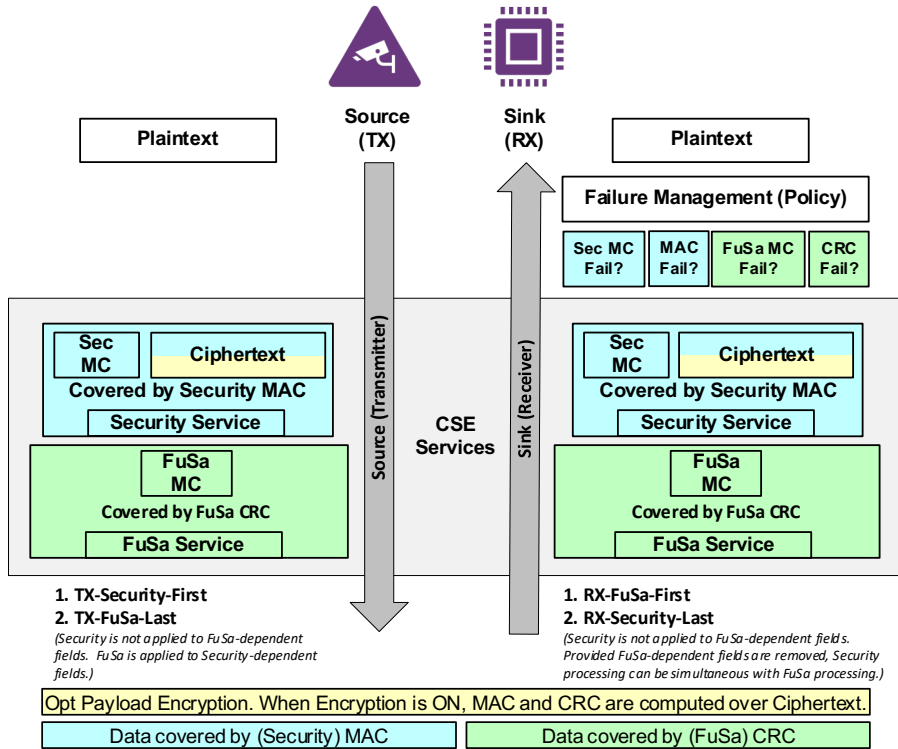 Source
(TX)
Sink
(RX)
Plaintext
Plaintext
Failure Management (Policy)
Sec MC
Fail?
MAC
Fail?
FuSa MC
Fail?
CRC
Fail?
Sec
MC
Ciphertext
Covered by Security MAC
Security Service
FuSa
MC
Covered by FuSa CRC
FuSa Service
Source (Transmitter)
CSE
Services
Sink (Receiver)
Sec
MC
Ciphertext
Covered by Security MAC
Security Service
FuSa
MC
Covered by FuSa CRC
FuSa Service
1. TX-Security-First
2. TX-FuSa-Last
(Security is not applied to FuSa-dependent
fields. FuSa is applied to Security-dependent
fields.)
1. RX-FuSa-First
2. RX-Security-Last
(Security is not applied to FuSa-dependent fields.
Provided FuSa-dependent fields are removed, Security
processing can be simultaneous with FuSa processing.)
Opt Payload Encryption. When Encryption is ON, MAC and CRC are computed over Ciphertext.
Data covered by (Security) MAC
Data covered by (FuSa) CRC